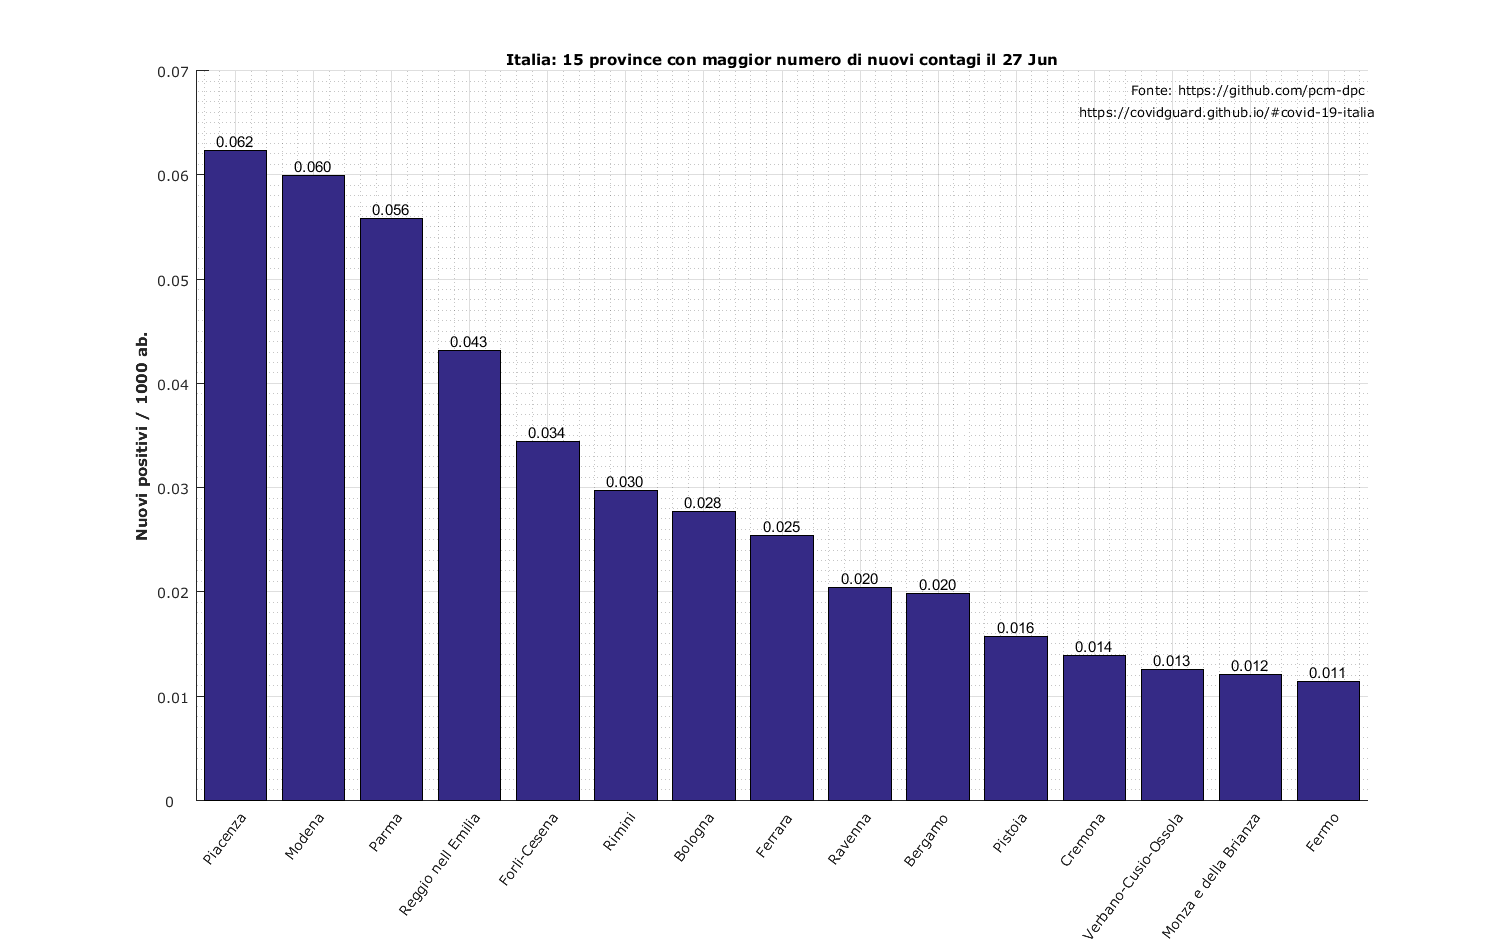 Italia: 15 province con maggior numero di nuovi contagi il 27 Jun
Fonte: https://github.com/pcm-dpc
https://covidguard.github.io/#covid-19-italia
Nuovi positivi / 1000 ab.
0.07
0.06
0.05
0.04
0.03
0.02
0.01
0
0.062
0.060
0.056
0.043
0.034
0.030
0.028
0.025
0.020
0.020
0.016
0.014
0.013
0.012
0.011
Piacenza
Modena
Parma
Reggio nell Emilia
Forlì-Cesena
Rimini
Bologna
Ferrara
Ravenna
Bergamo
Pistoia
Cremona
Verbano-Cusio-Ossola
Monza e della Brianza
Fermo